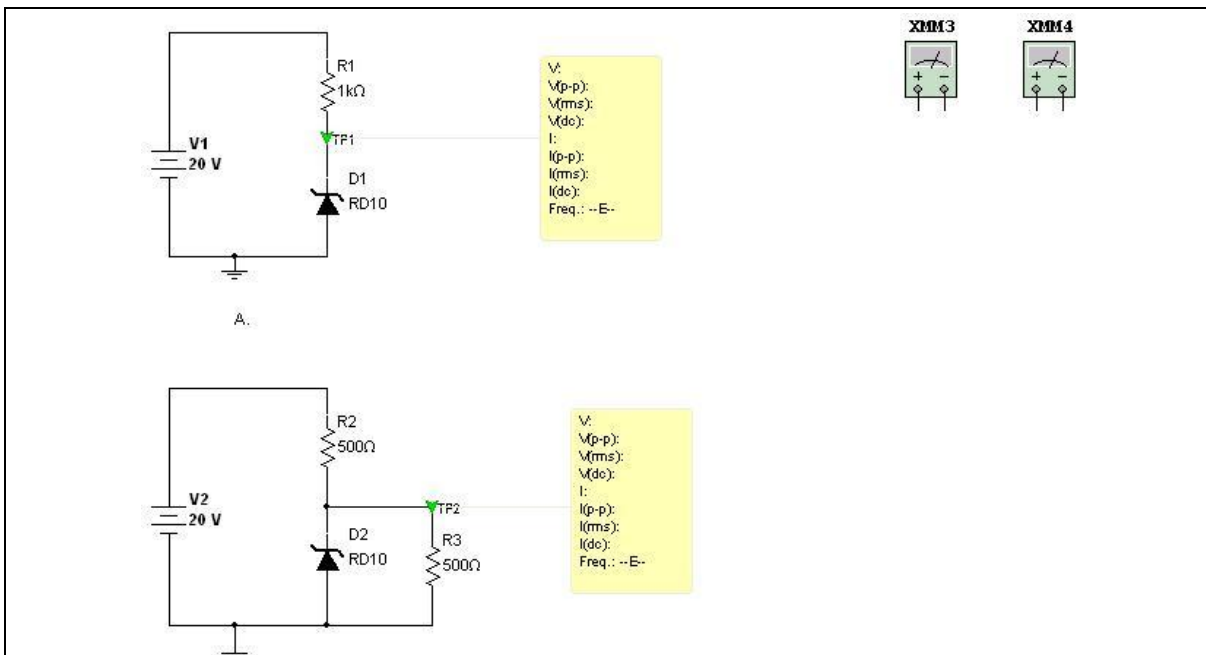 XMM3
XMM4
R1
1kΩ
TP1
V1
20 V
D1
RD10
V:
V(p-p):
V(rms):
V(dc):
I:
I(p-p):
I(rms):
I(dc):
Freq.: --E--
A.
R2
500Ω
V2
20 V
TP2
D2
RD10
R3
500Ω
V:
V(p-p):
V(rms):
V(dc):
I:
I(p-p):
I(rms):
I(dc):
Freq.: --E--